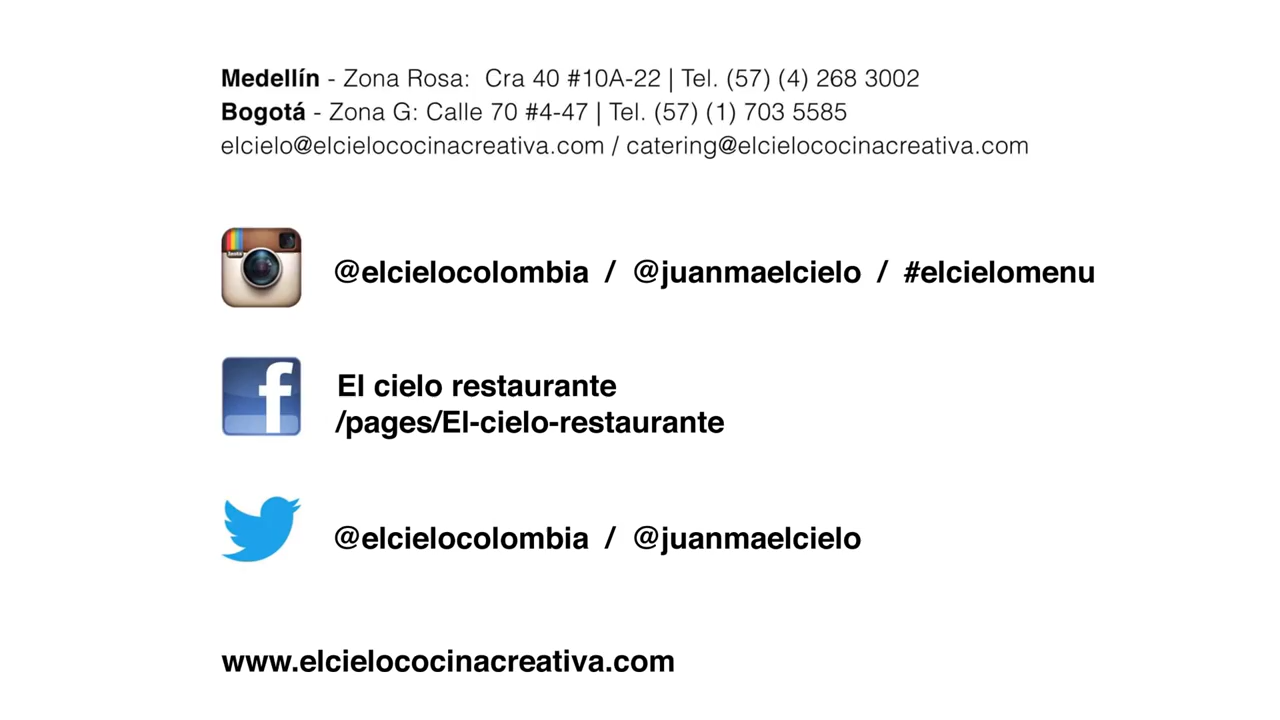 Medellín - Zona Rosa: Cra 40 #10A-22 | Tel. (57) (4) 268 3002
Bogotá - Zona G: Calle 70 #4-47 | Tel. (57) (1) 703 5585
elcielo@elcielococinacreativa.com / catering@elcielococinacreativa.com
@elcielocolombia / @juanmaelcielo / #elcielomenu
El cielo restaurante
/pages/El-cielo-restaurante
@elcielocolombia / @juanmaelcielo
www.elcielococinacreativa.com